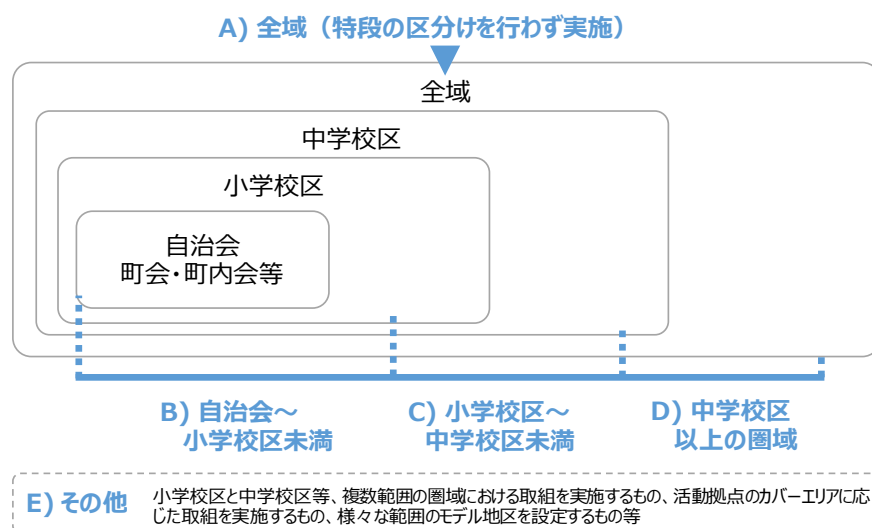 A) 全域（特段の区分けを行わず実施）
全域
中学校区
小学校区
自治会
町会・町内会等
B) 自治会～
小学校区未満
C) 小学校区～
中学校区未満
D) 中学校区
以上の圏域
E) その他
小学校区と中学校区等、複数範囲の圏域における取組を実施するもの、活動拠点のカバーエリアに応
じた取組を実施するもの、様々な範囲のモデル地区を設定するもの等